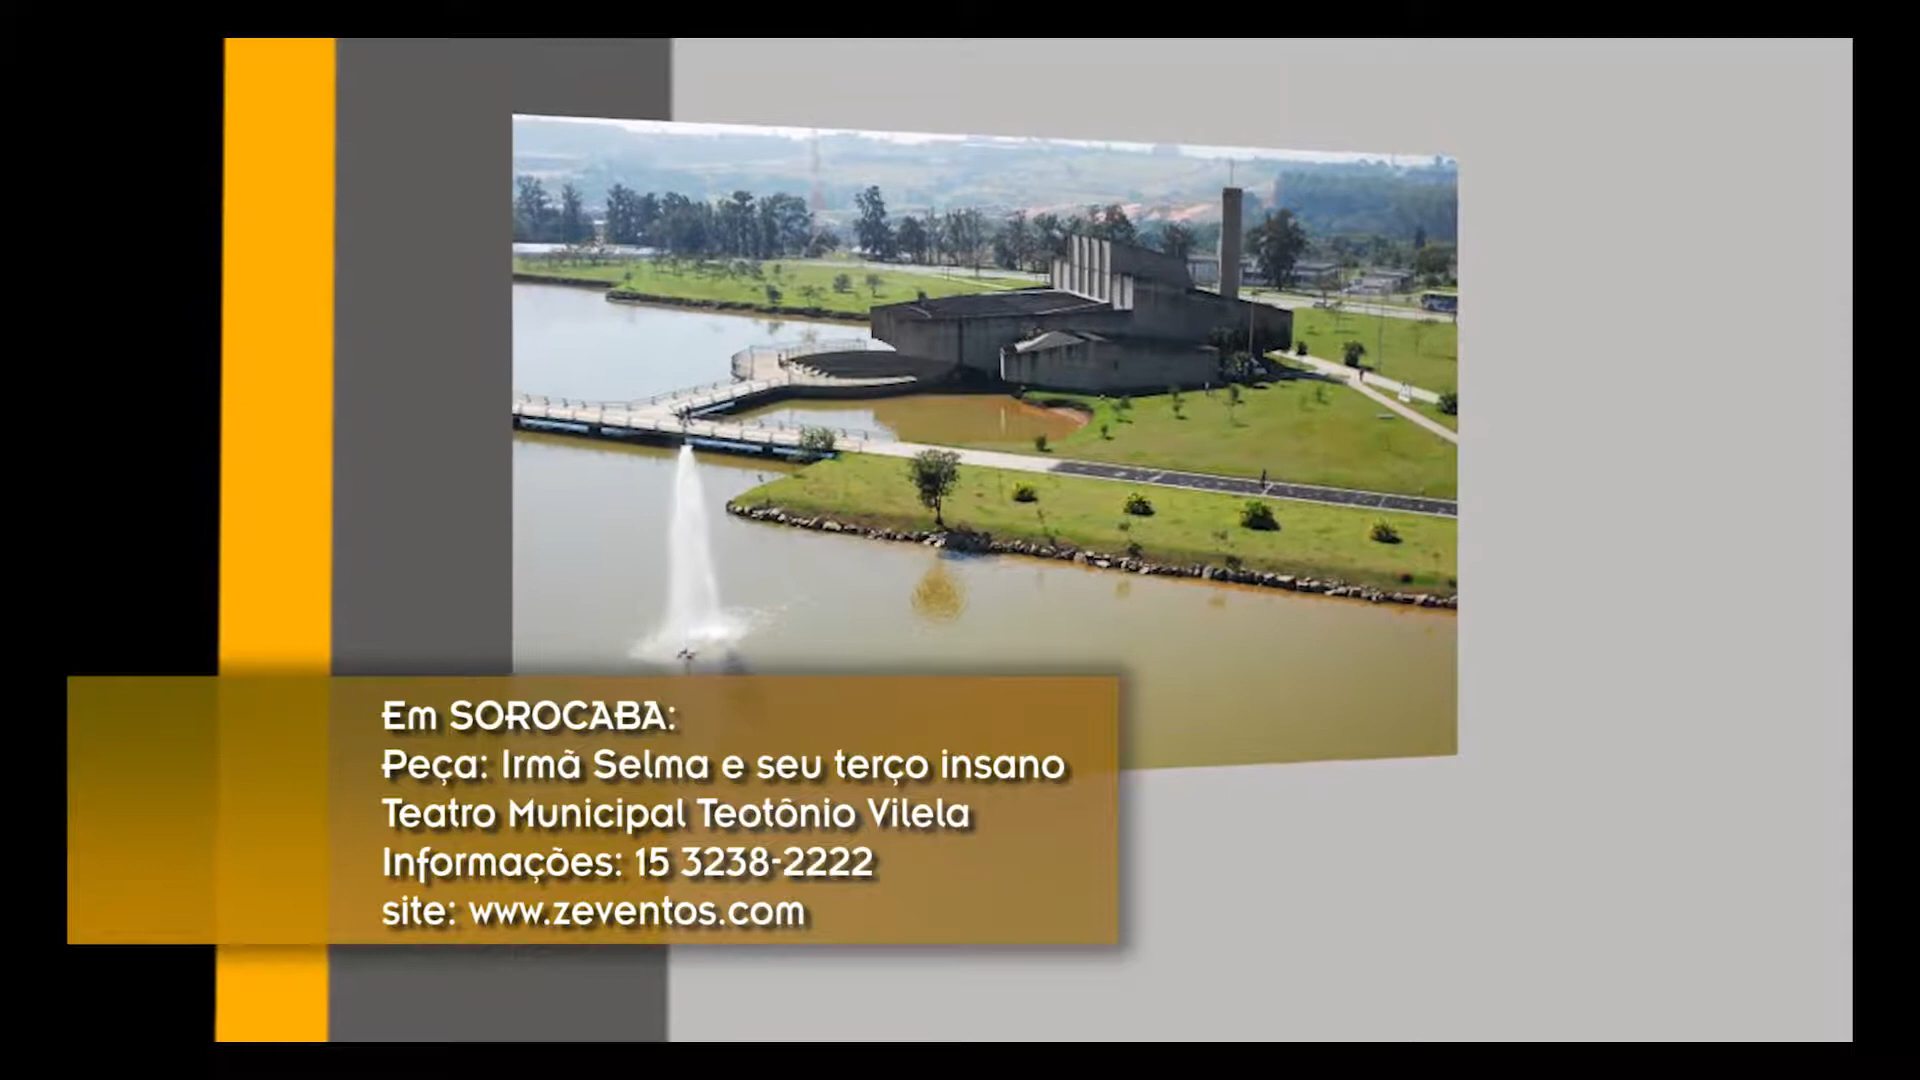 Em SOROCABA:
Peça: Irmã Selma e seu terço insano
Teatro Municipal Teotônio Vilela
Informações: 15 3238-2222
site: www.zeventos.com